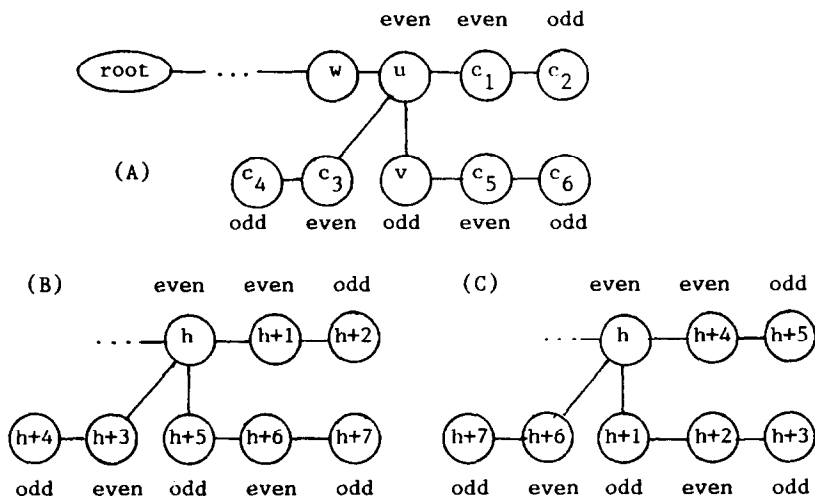 even even odd
root ... w u c1 c2
(A)
c4 c3 v c5 c6
odd even odd even odd
(B) even even odd
... h h+1 h+2
h+4 h+3 h+5 h+6 h+7
odd even odd even odd
(C) even even odd
... h h+4 h+5
h+7 h+6 h+1 h+2 h+3
odd even odd even odd